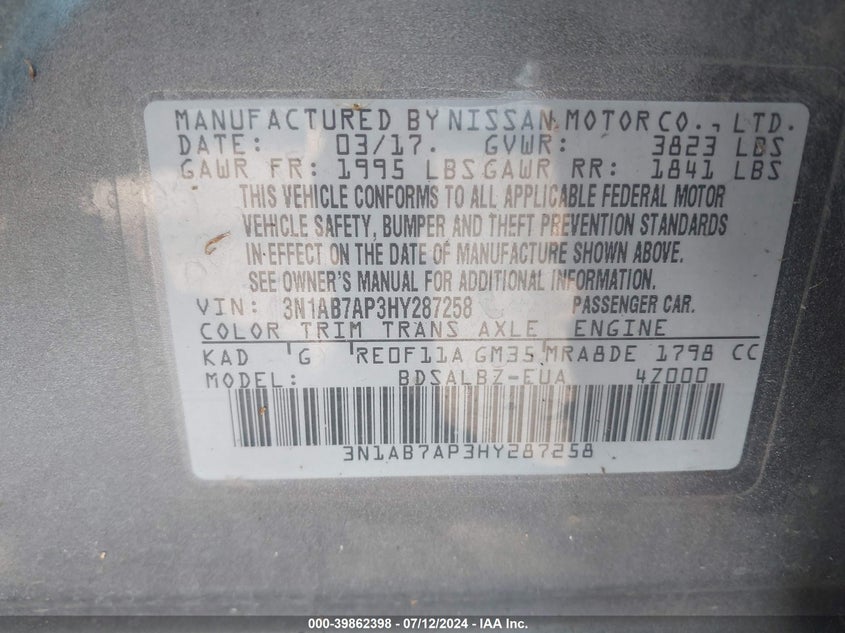 MANUFACTURED BY NISSAN MOTOR CO., LTD.
DATE: 03/17. GVWR: 3823 LBS
GAWR FR: 1995 LBS GAWR RR: 1841 LBS
THIS VEHICLE CONFORMS TO ALL APPLICABLE FEDERAL MOTOR
VEHICLE SAFETY, BUMPER AND THEFT PREVENTION STANDARDS
IN EFFECT ON THE DATE OF MANUFACTURE SHOWN ABOVE.
SEE OWNER'S MANUAL FOR ADDITIONAL INFORMATION.
VIN: 3N1AB7AP3HY287258 PASSENGER CAR.
COLOR TRIM TRANS AXLE ENGINE
KAD G RE0F11A GM35 MRA8DE 1798 CC
MODEL: BDSALBZ-EUA 4Z000
3N1AB7AP3HY287258
000-39862398 - 07/12/2024 - IAA Inc.